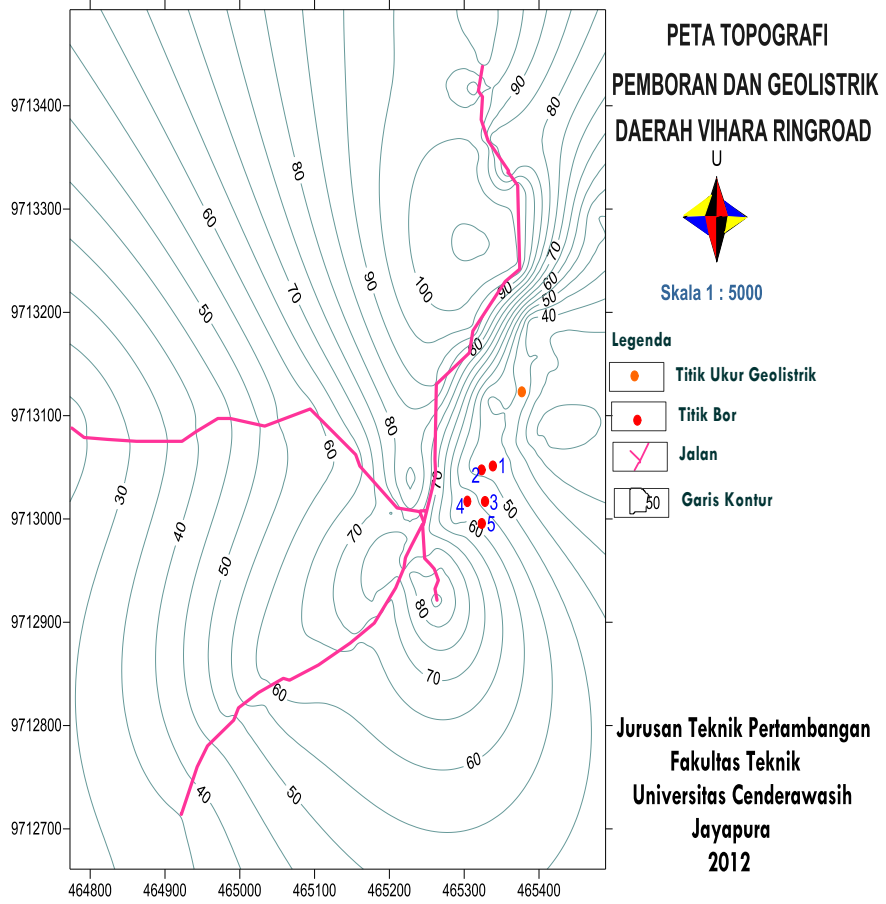 PETA TOPOGRAFI
PEMBORAN DAN GEOLISTRIK
DAERAH VIHARA RINGROAD
U
Skala 1 : 5000
Legenda
Titik Ukur Geolistrik
Titik Bor
Jalan
50 Garis Kontur
Jurusan Teknik Pertambangan
Fakultas Teknik
Universitas Cenderawasih
Jayapura
2012
9713400
9713300
9713200
9713100
9713000
9712900
9712800
9712700
464800 464900 465000 465100 465200 465300 465400
90
80
80
60
70
50
70
90
100
60
50
90
40
80
80
60
70
30
1
2
4
3
50
5
60
40
70
50
80
70
60
60
40
50